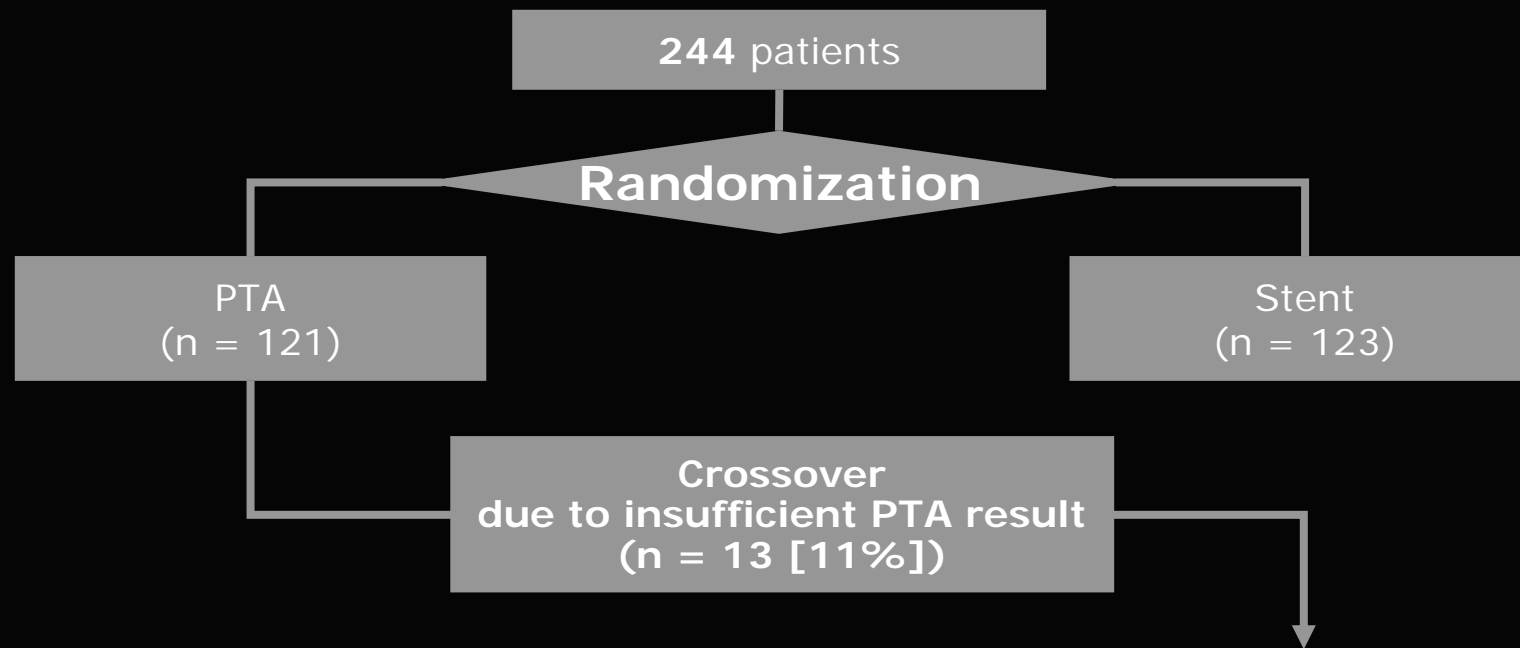 244 patients
Randomization
PTA
(n = 121)
Stent
(n = 123)
Crossover
due to insufficient PTA result
(n = 13 [11%])